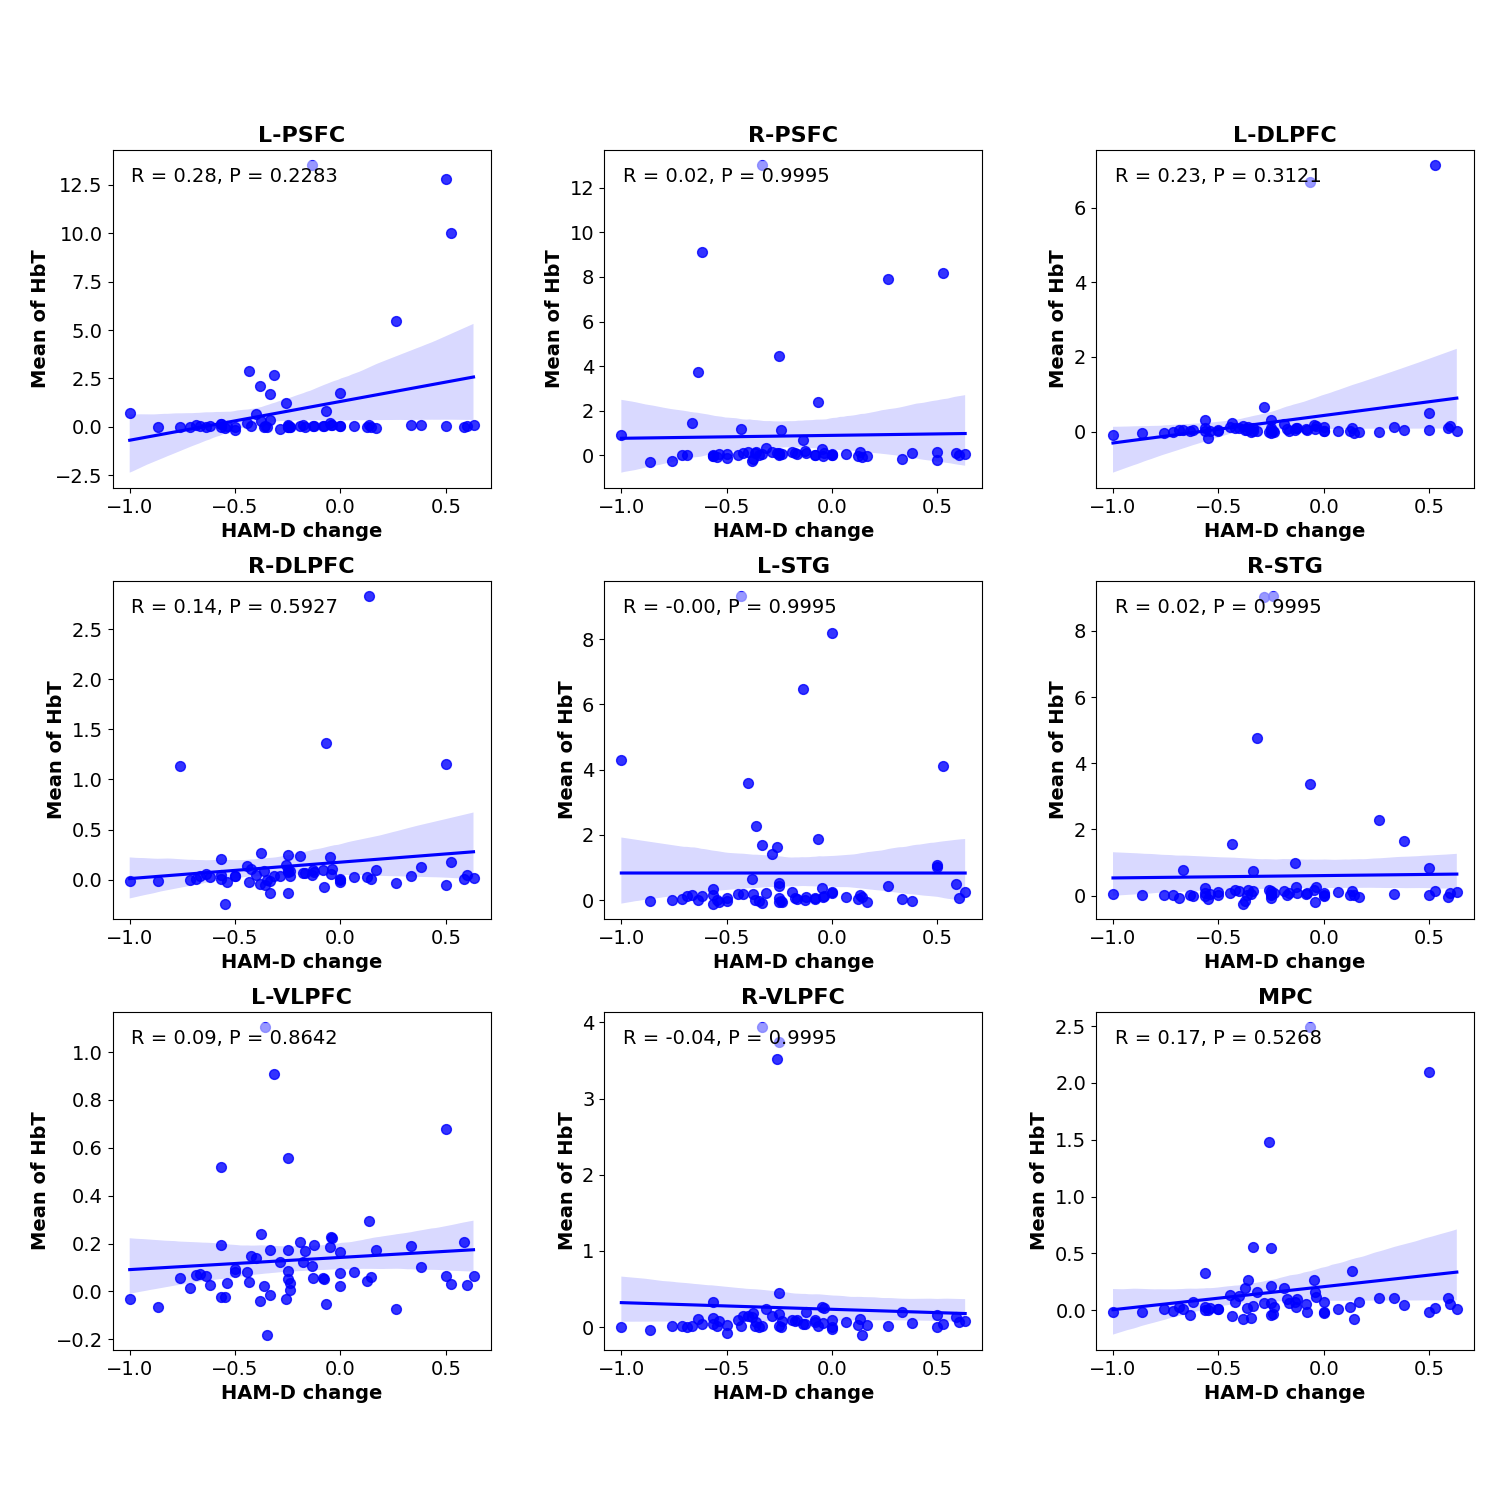 L-PSFC
R = 0.28, P = 0.2283
Mean of HbT
12.5
10.0
7.5
5.0
2.5
0.0
−2.5
−1.0 −0.5 0.0 0.5
HAM-D change
R-PSFC
R = 0.02, P = 0.9995
Mean of HbT
12
10
8
6
4
2
0
−1.0 −0.5 0.0 0.5
HAM-D change
L-DLPFC
R = 0.23, P = 0.3121
Mean of HbT
6
4
2
0
−1.0 −0.5 0.0 0.5
HAM-D change
R-DLPFC
R = 0.14, P = 0.5927
Mean of HbT
2.5
2.0
1.5
1.0
0.5
0.0
−1.0 −0.5 0.0 0.5
HAM-D change
L-STG
R = -0.00, P = 0.9995
Mean of HbT
8
6
4
2
0
−1.0 −0.5 0.0 0.5
HAM-D change
R-STG
R = 0.02, P = 0.9995
Mean of HbT
8
6
4
2
0
−1.0 −0.5 0.0 0.5
HAM-D change
L-VLPFC
R = 0.09, P = 0.8642
Mean of HbT
1.0
0.8
0.6
0.4
0.2
0.0
−0.2
−1.0 −0.5 0.0 0.5
HAM-D change
R-VLPFC
R = -0.04, P = 0.9995
Mean of HbT
4
3
2
1
0
−1.0 −0.5 0.0 0.5
HAM-D change
MPC
R = 0.17, P = 0.5268
Mean of HbT
2.5
2.0
1.5
1.0
0.5
0.0
−1.0 −0.5 0.0 0.5
HAM-D change